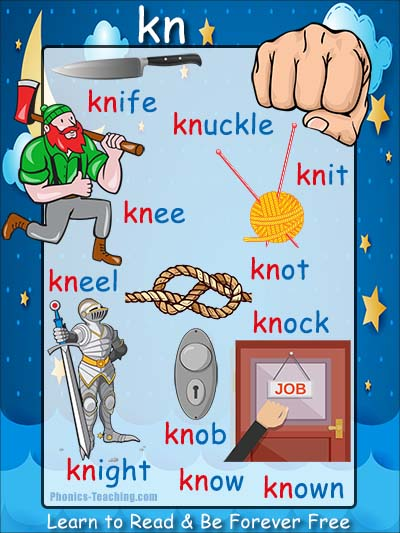 kn
knife
knuckle
knit
knee
kneel
knot
knock
JOB
knob
knight
know
known
Phonics-Teaching.com
Learn to Read & Be Forever Free